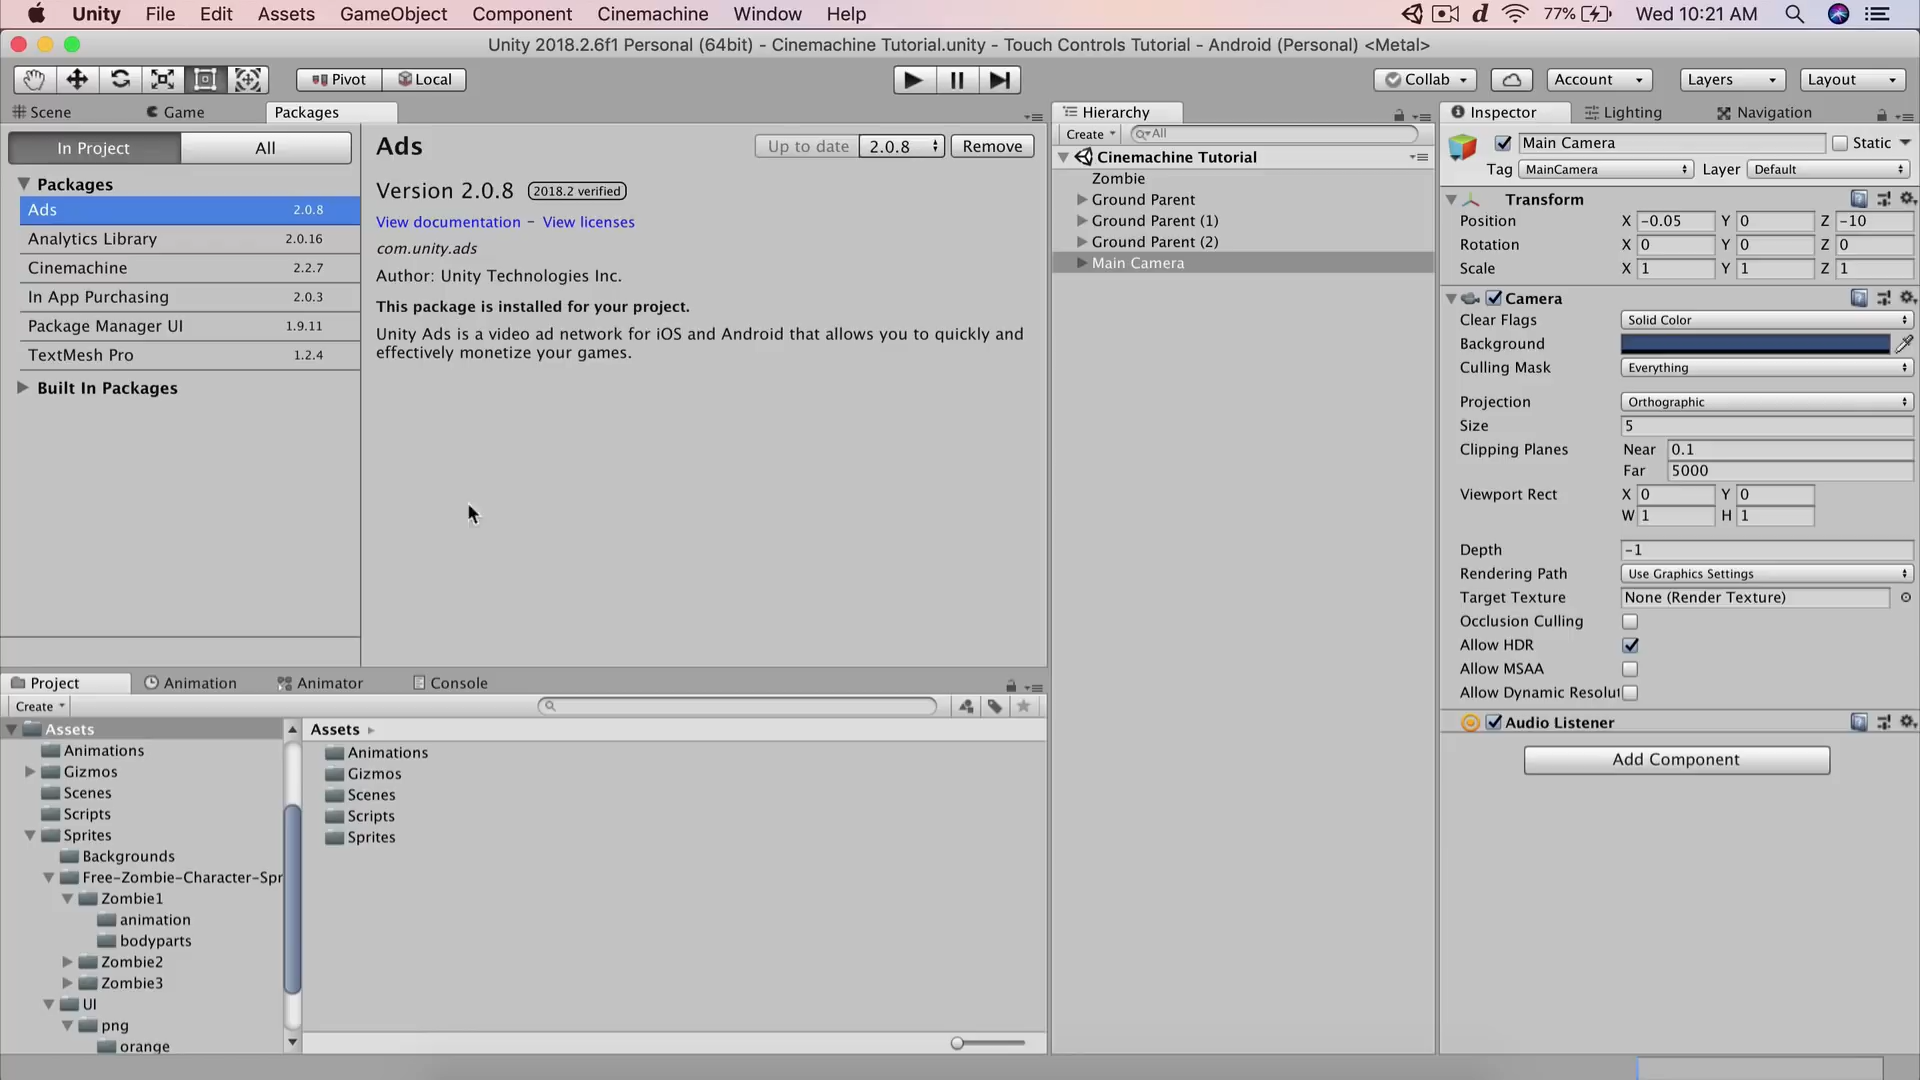 Unity File Edit Assets GameObject Component Cinemachine Window Help 77% Wed 10:21 AM
Unity 2018.2.6f1 Personal (64bit) - Cinemachine Tutorial.unity - Touch Controls Tutorial - Android (Personal) <Metal>
Pivot Local Collab Account Layers Layout
Scene Game Packages
In Project All
Packages
Ads 2.0.8
Analytics Library 2.0.16
Cinemachine 2.2.7
In App Purchasing 2.0.3
Package Manager UI 1.9.11
TextMesh Pro 1.2.4
Built In Packages
Ads Up to date 2.0.8 Remove
Version 2.0.8 2018.2 verified
View documentation - View licenses
com.unity.ads
Author: Unity Technologies Inc.
This package is installed for your project.
Unity Ads is a video ad network for iOS and Android that allows you to quickly and
effectively monetize your games.
Hierarchy
Create All
Cinemachine Tutorial
Zombie
Ground Parent
Ground Parent (1)
Ground Parent (2)
Main Camera
Inspector Lighting Navigation
Main Camera Static
Tag MainCamera Layer Default
Transform
Position X -0.05 Y 0 Z -10
Rotation X 0 Y 0 Z 0
Scale X 1 Y 1 Z 1
Camera
Clear Flags Solid Color
Background
Culling Mask Everything
Projection Orthographic
Size 5
Clipping Planes Near 0.1
Far 5000
Viewport Rect X 0 Y 0
W 1 H 1
Depth -1
Rendering Path Use Graphics Settings
Target Texture None (Render Texture)
Occlusion Culling
Allow HDR
Allow MSAA
Allow Dynamic Resolut
Audio Listener
Add Component
Project Animation Animator Console
Create
Assets
Animations
Gizmos
Scenes
Scripts
Sprites
Backgrounds
Free-Zombie-Character-Spr
Zombie1
animation
bodyparts
Zombie2
Zombie3
UI
png
orange
Assets
Animations
Gizmos
Scenes
Scripts
Sprites